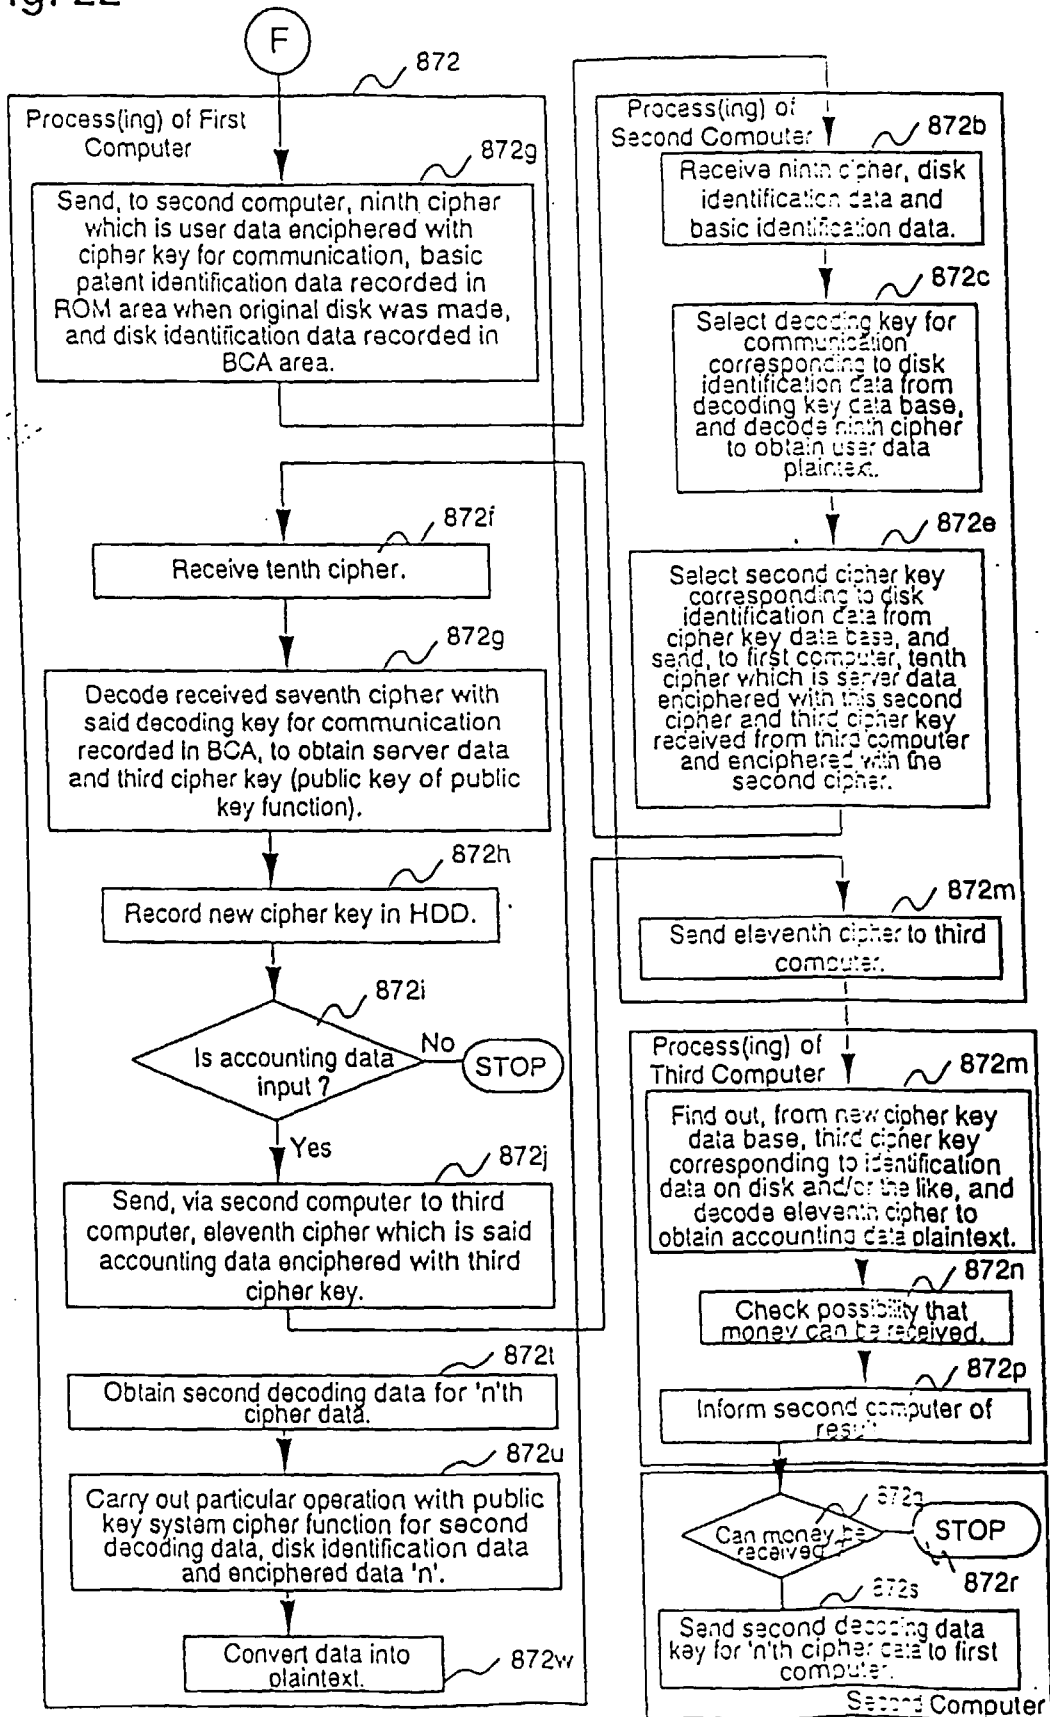 Fig. 22
F
872
Process(ing) of First
Computer
872g
Send, to second computer, ninth cipher
which is user data enciphered with
cipher key for communication, basic
patent identification data recorded in
ROM area when original disk was made,
and disk identification data recorded in
BCA area.
872f
Receive tenth cipher.
872g
Decode received seventh cipher with
said decoding key for communication
recorded in BCA, to obtain server data
and third cipher key (public key of public
key function).
872h
Record new cipher key in HDD.
872i
Is accounting data
input ?
No
STOP
Yes
872j
Send, via second computer to third
computer, eleventh cipher which is said
accounting data enciphered with third
cipher key.
872t
Obtain second decoding data for 'n'th
cipher data.
872u
Carry out particular operation with public
key system cipher function for second
decoding data, disk identification data
and enciphered data 'n'.
Convert data into
plaintext.
872w
Process(ing) of
Second Computer
872b
Receive ninth cipher, disk
identification data and
basic identification data.
872c
Select decoding key for
communication
corresponding to disk
identification data from
decoding key data base,
and decode ninth cipher
to obtain user data
plaintext.
872e
Select second cipher key
corresponding to disk
identification data from
cipher key data base, and
send, to first computer, tenth
cipher which is server data
enciphered with this second
cipher and third cipher key
received from third computer
and enciphered with the
second cipher.
872m
Send eleventh cipher to third
computer.
Process(ing) of
Third Computer
872m
Find out, from new cipher key
data base, third cipher key
corresponding to identification
data on disk and/or the like, and
decode eleventh cipher to
obtain accounting data plaintext.
872n
Check possibility that
money can be received.
872p
Inform second computer of
result
872q
Can money be
received ?
STOP
872r
872s
Send second decoding data
key for 'n'th cipher data to first
computer.
Second Computer